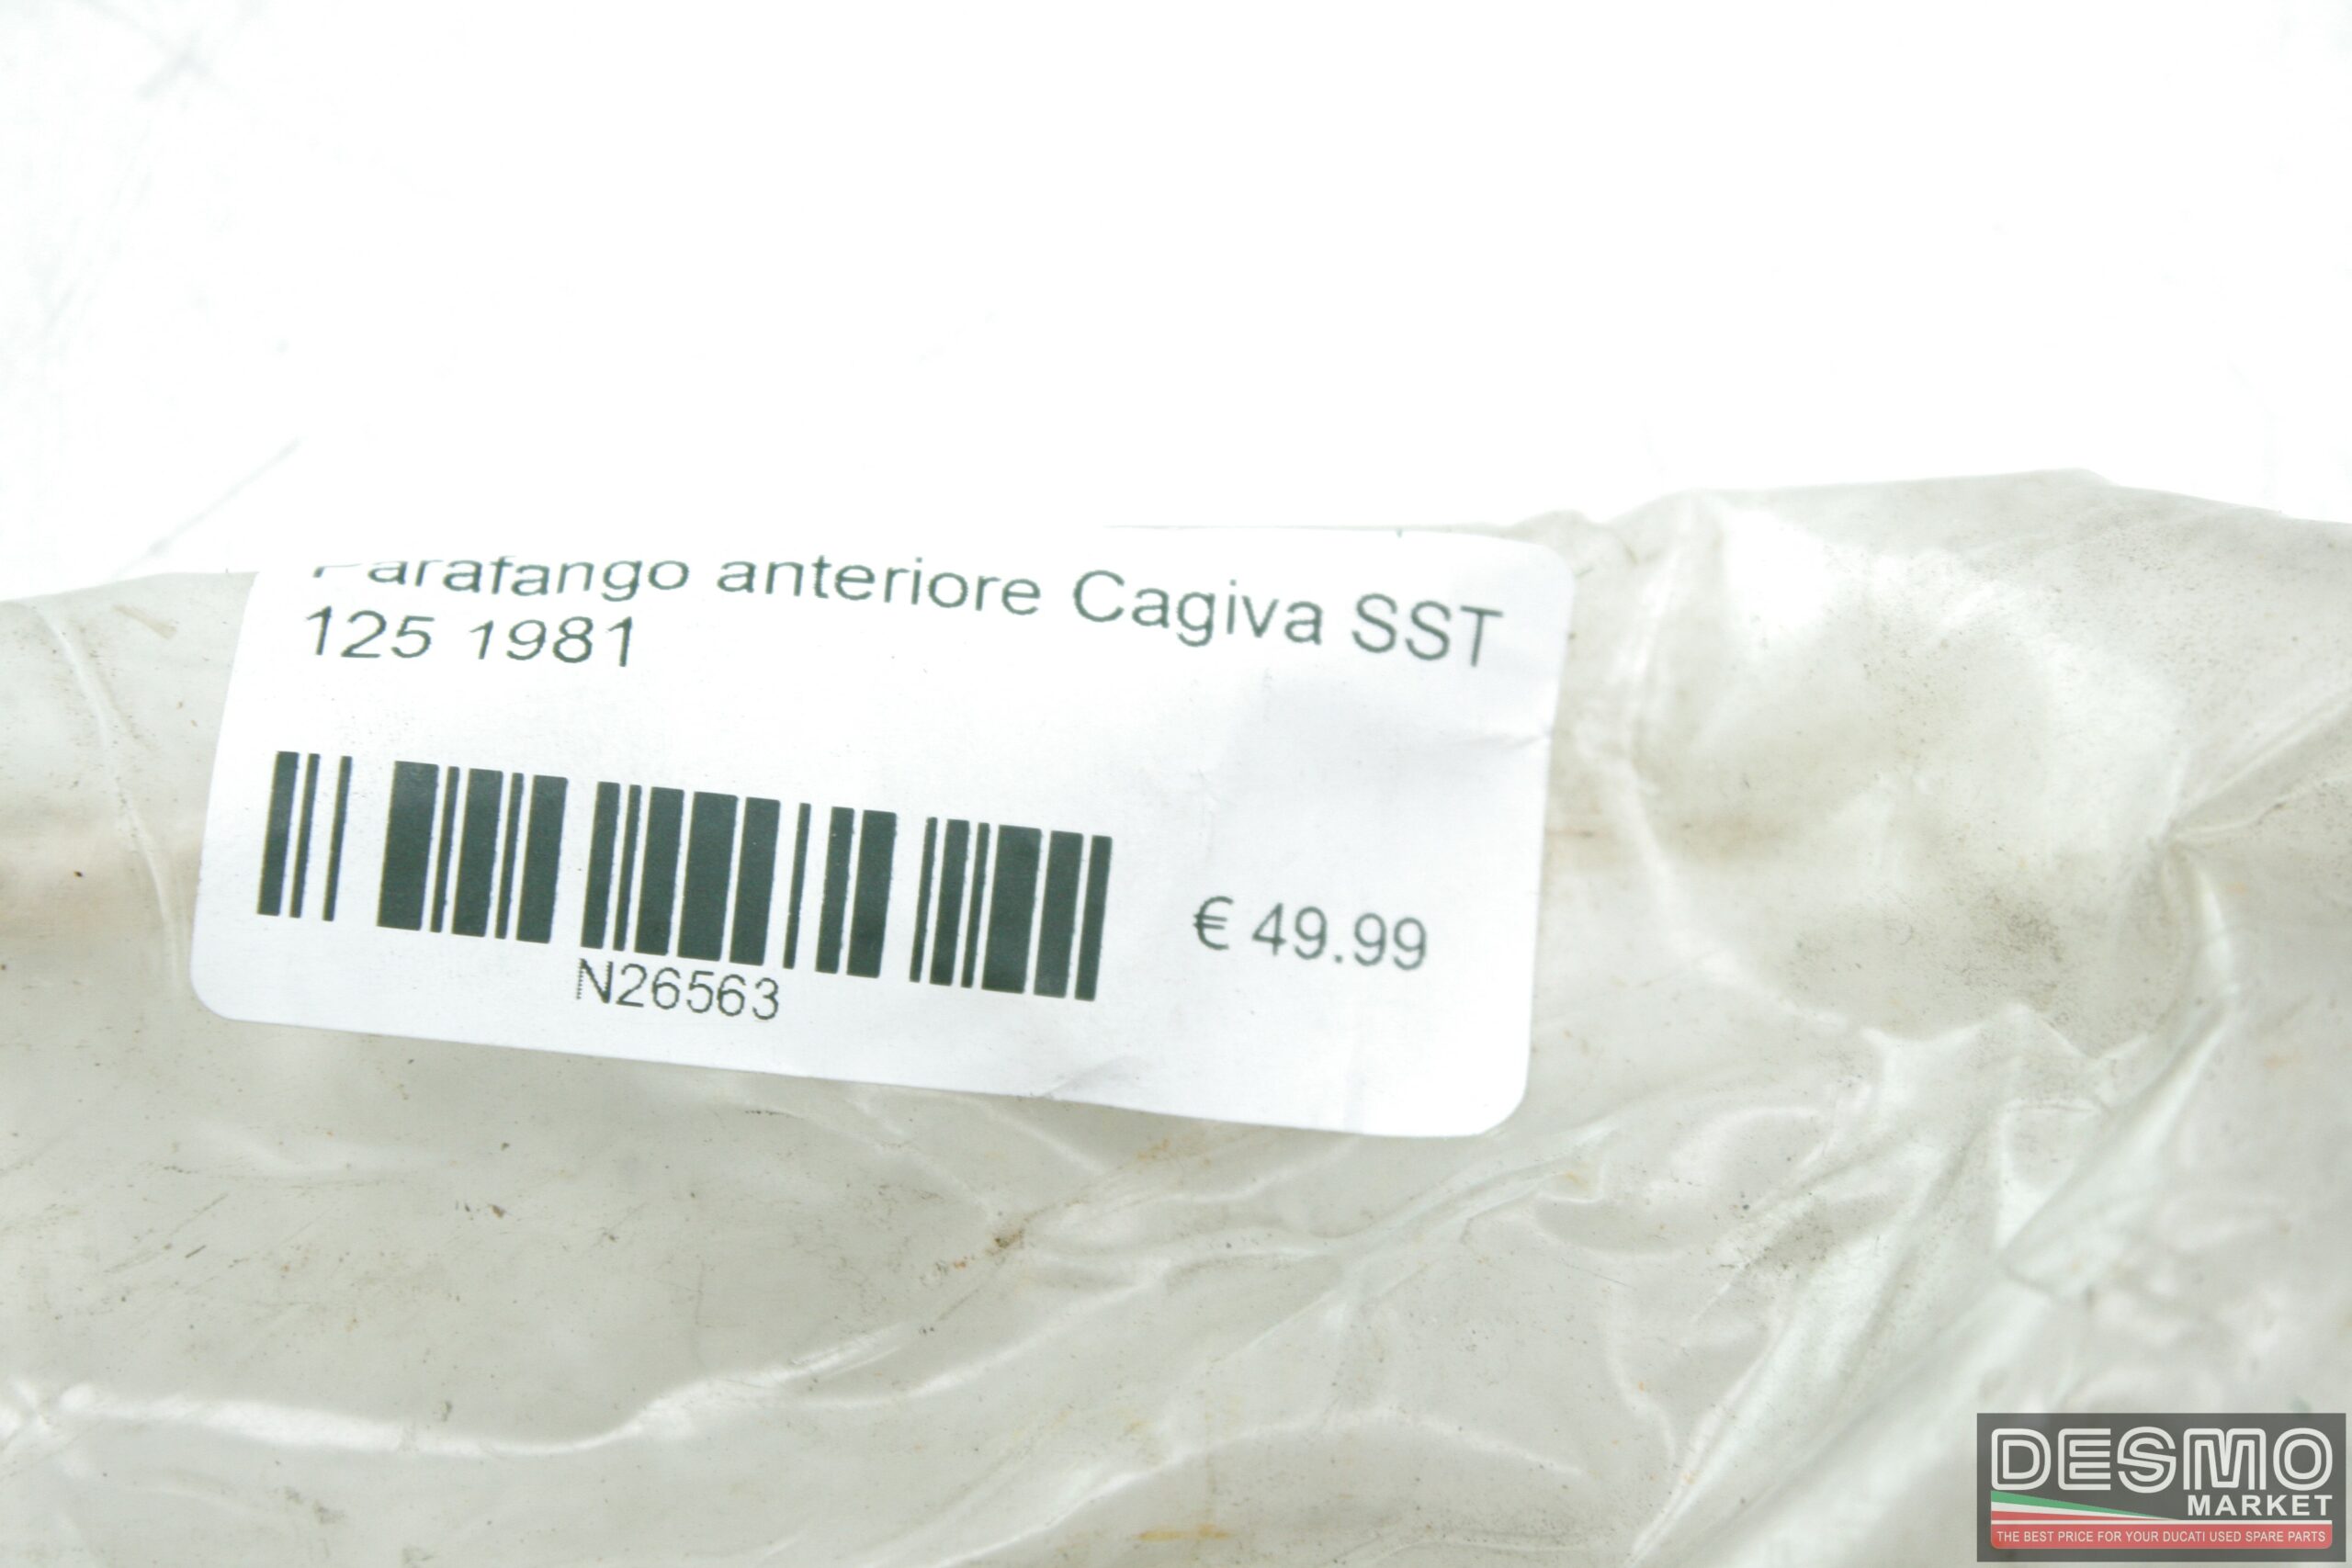 Parafango anteriore Cagiva SST
125 1981
€ 49.99
N26563
DESMO
MARKET
THE BEST PRICE FOR YOUR DUCATI USED SPARE PARTS